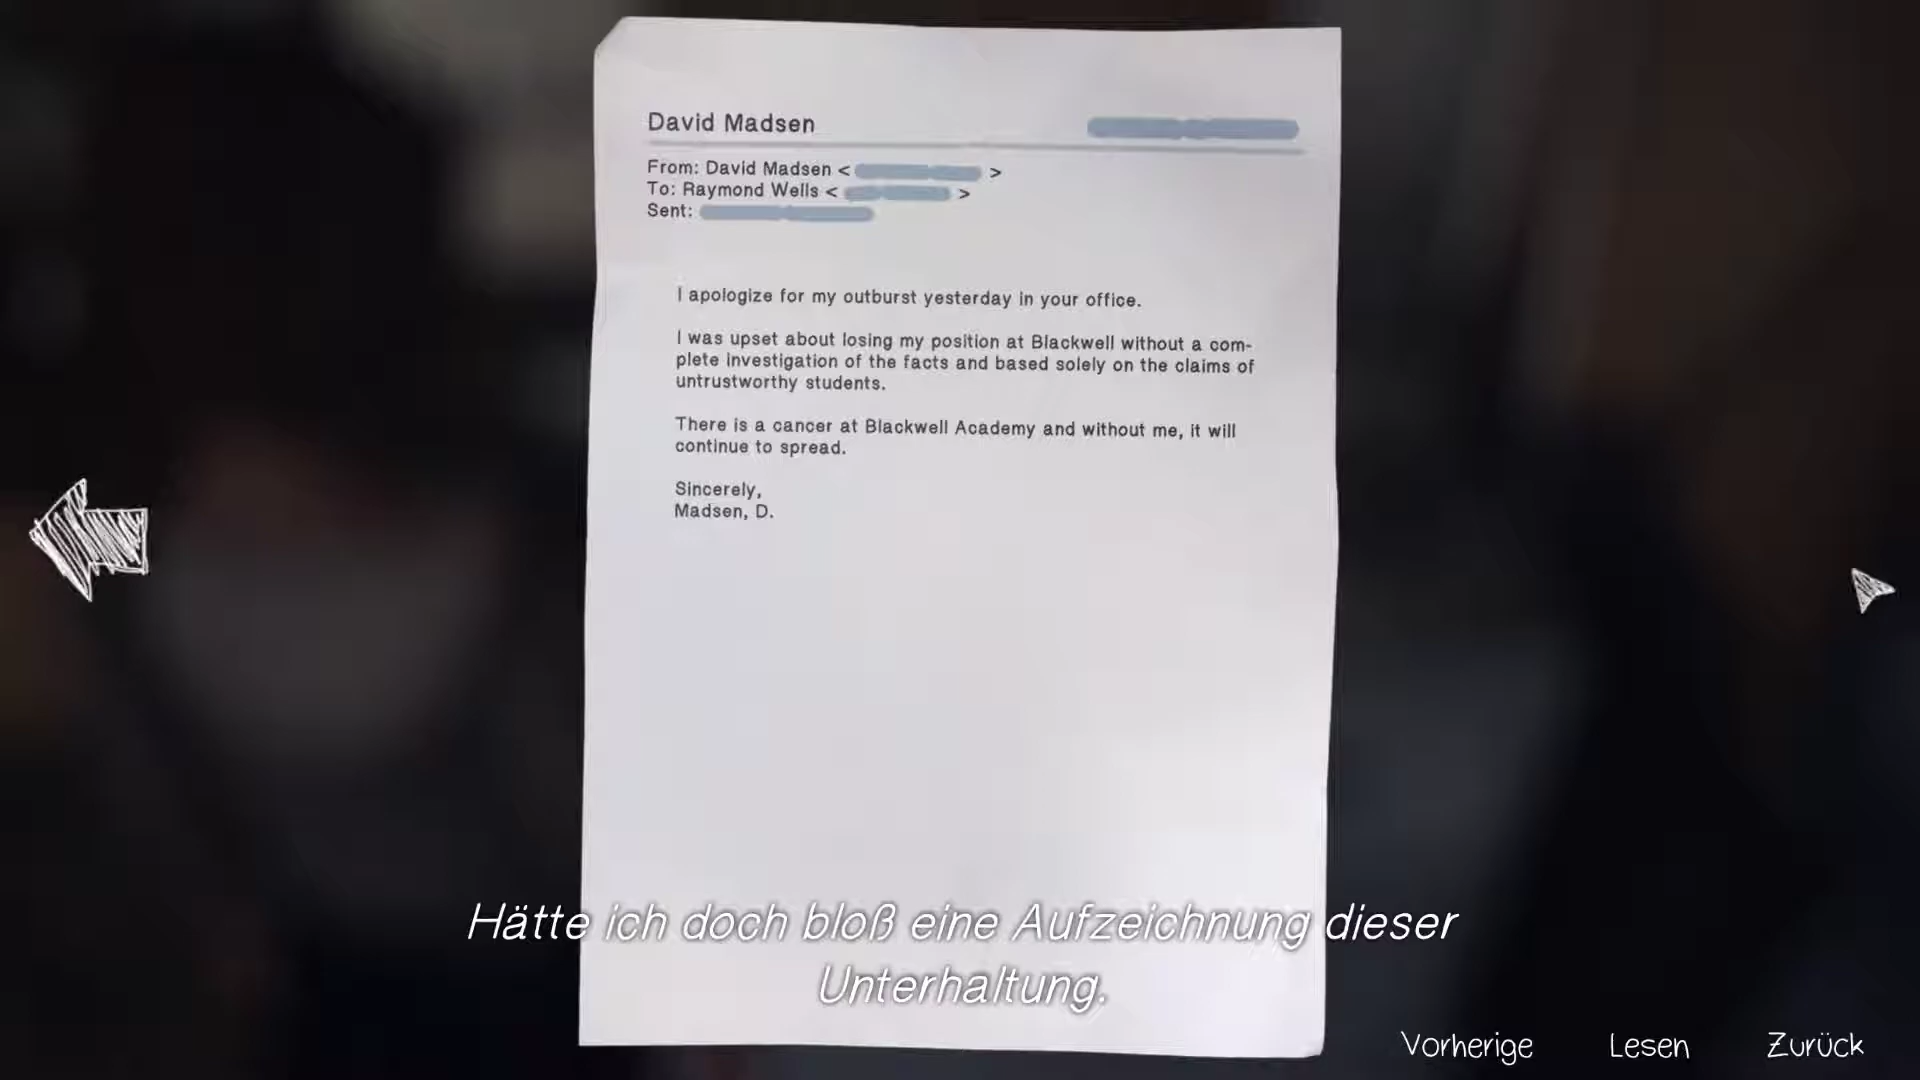 David Madsen
From: David Madsen < >
To: Raymond Wells < >
Sent:
I apologize for my outburst yesterday in your office.
I was upset about losing my position at Blackwell without a com-
plete investigation of the facts and based solely on the claims of
untrustworthy students.
There is a cancer at Blackwell Academy and without me, it will
continue to spread.
Sincerely,
Madsen, D.
Hätte ich doch bloß eine Aufzeichnung dieser
Unterhaltung.
Vorherige Lesen Zurück